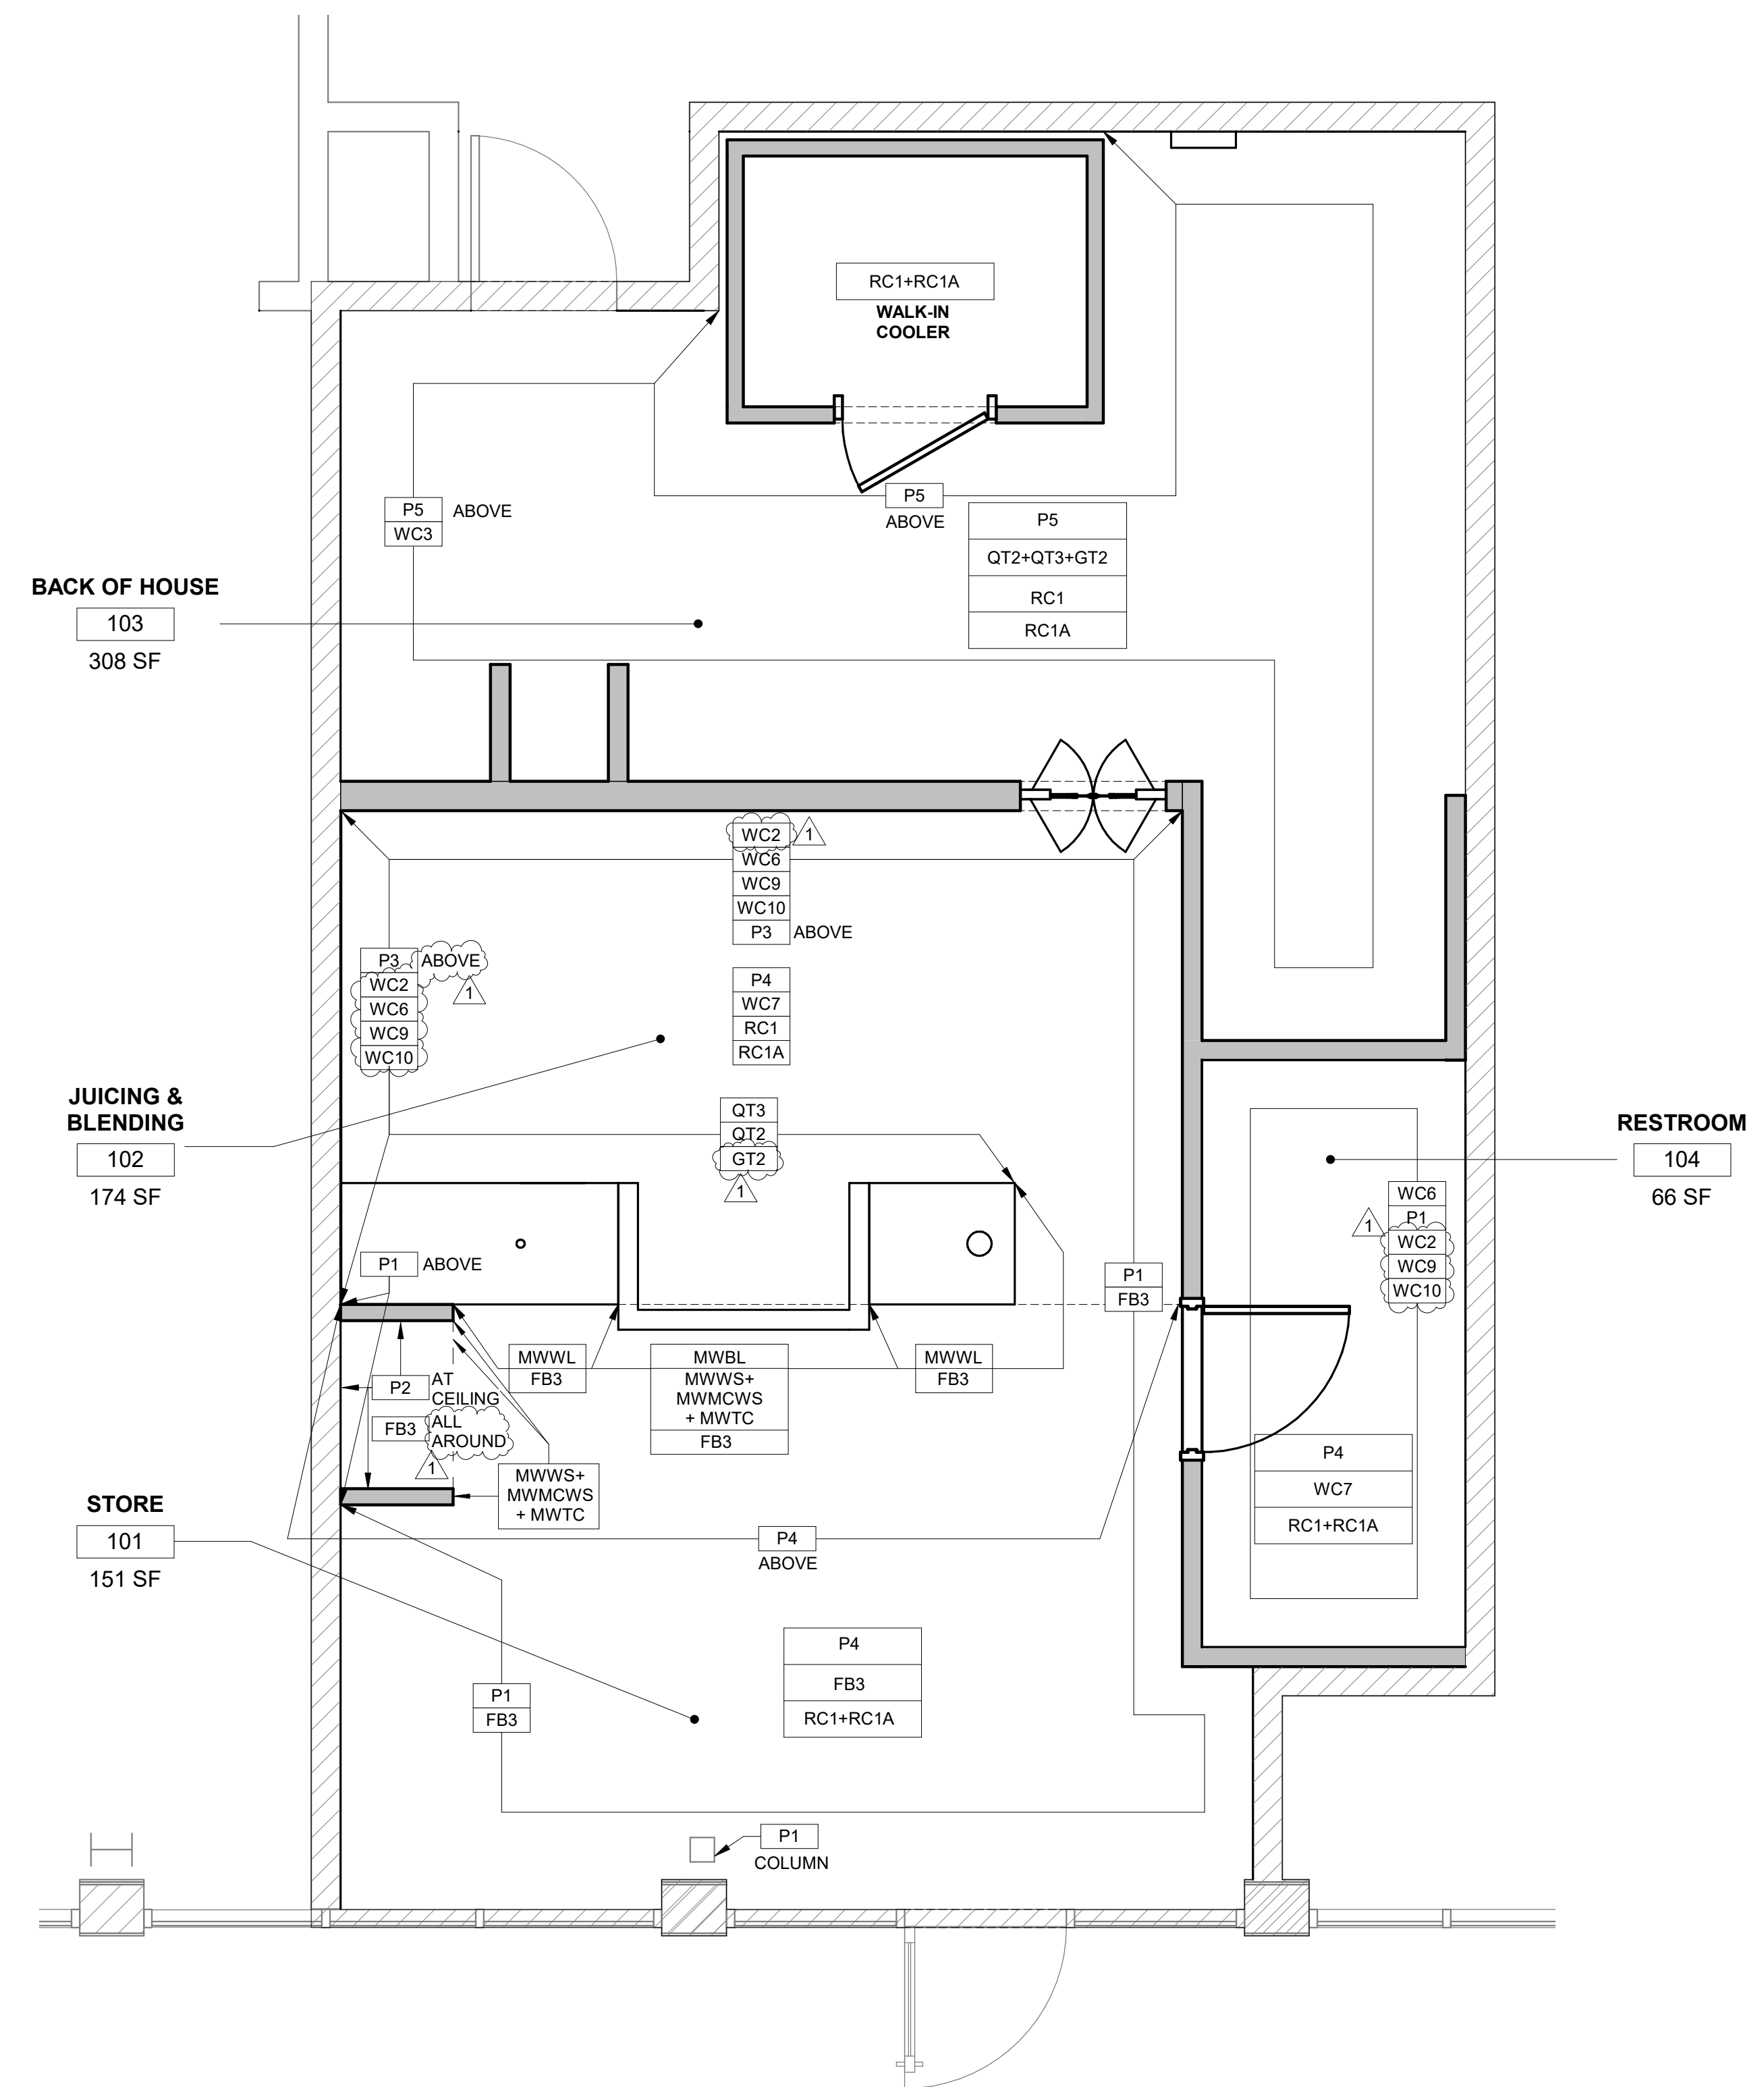 RC1+RC1A
WALK-IN
COOLER
P5 ABOVE
WC3
P5
ABOVE
P5
QT2+QT3+GT2
RC1
RC1A
BACK OF HOUSE
103
308 SF
WC2 1
WC6
WC9
WC10
P3 ABOVE
P3 ABOVE
WC2 1
WC6
WC9
WC10
P4
WC7
RC1
RC1A
JUICING &
BLENDING
102
174 SF
QT3
QT2
GT2
1
RESTROOM
104
66 SF
WC6
P1
1 WC2
WC9
WC10
P1 ABOVE
P1
FB3
MWWL
FB3
MWBL
MWWS+
MWMCWS
+ MWTC
FB3
MWWL
FB3
P2 AT
CEILING
FB3 ALL
AROUND
1
MWWS+
MWMCWS
+ MWTC
P4
WC7
RC1+RC1A
STORE
101
151 SF
P4
ABOVE
P4
FB3
RC1+RC1A
P1
FB3
P1
COLUMN